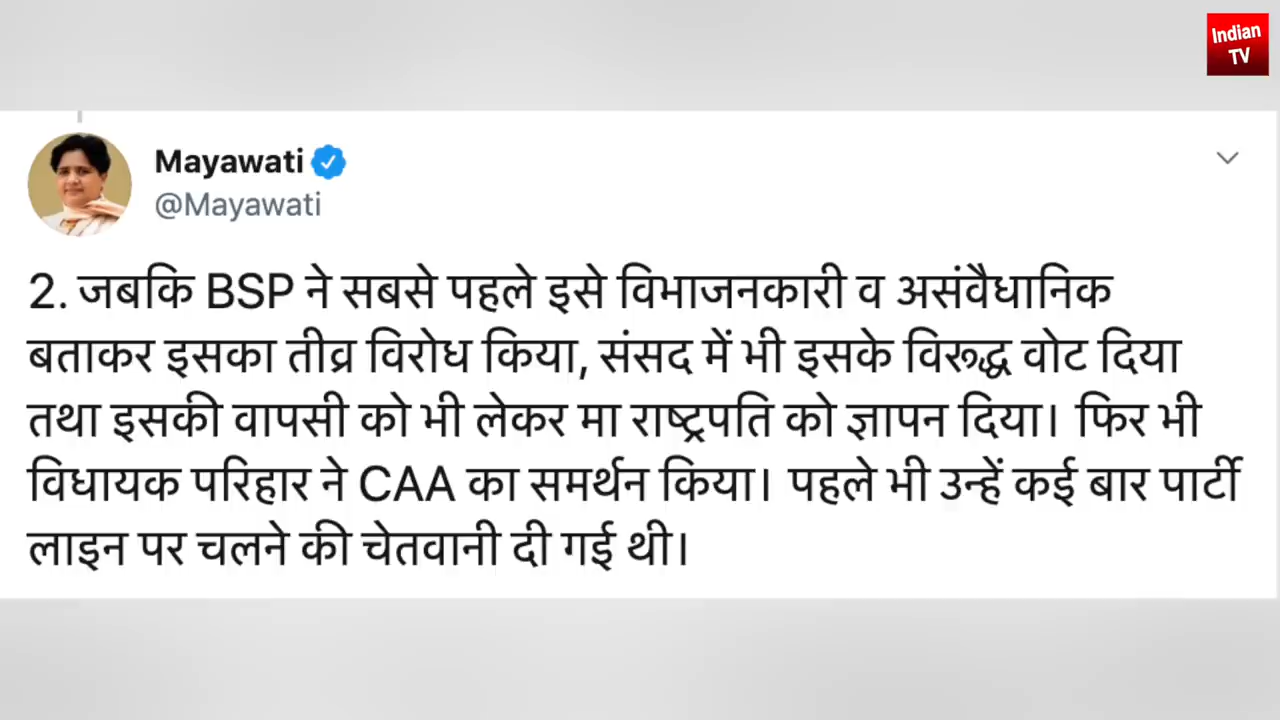 Indian
TV
Mayawati
@Mayawati
2. जबकि BSP ने सबसे पहले इसे विभाजनकारी व असंवैधानिक
बताकर इसका तीव्र विरोध किया, संसद में भी इसके विरूद्ध वोट दिया
तथा इसकी वापसी को भी लेकर मा राष्ट्रपति को ज्ञापन दिया। फिर भी
विधायक परिहार ने CAA का समर्थन किया। पहले भी उन्हें कई बार पार्टी
लाइन पर चलने की चेतवानी दी गई थी।